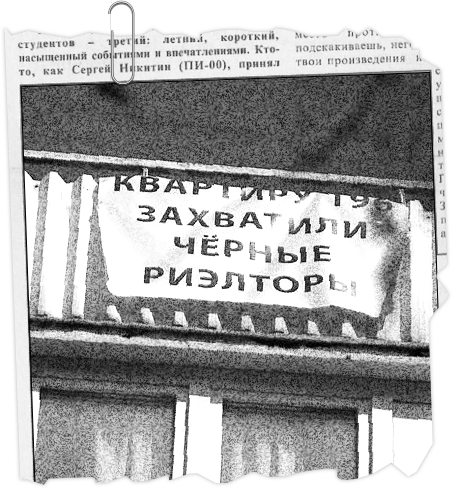 студентов – третий: летний, короткий,
насыщенный событиями и впечатлениями. Кто-
то, как Сергей Никитин (ПИ-00), принял
подскакиваешь,
твои произведения
КВАРТИРУ 196
ЗАХВАТИЛИ
ЧЁРНЫЕ
РИЭЛТОРЫ